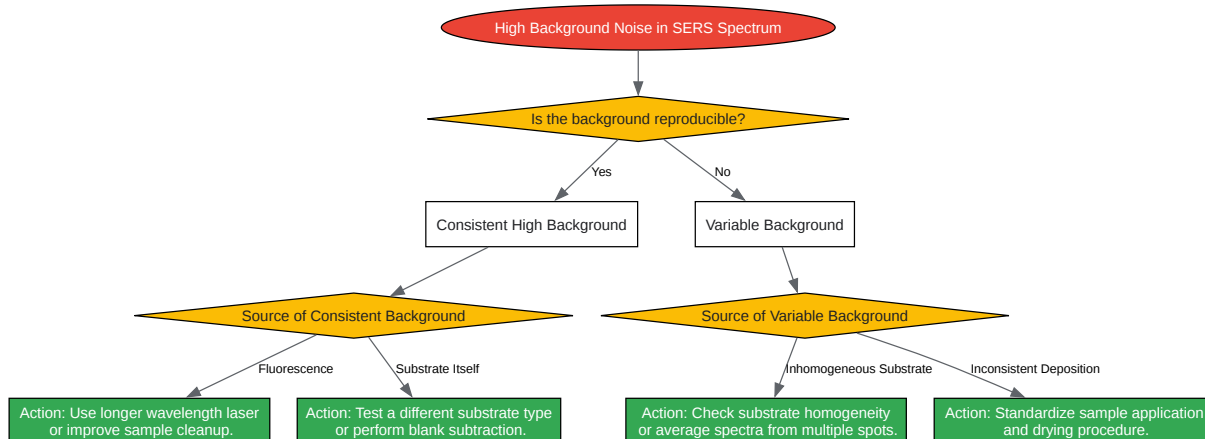 High Background Noise in SERS Spectrum
Is the background reproducible?
Yes
No
Consistent High Background
Variable Background
Source of Consistent Background
Source of Variable Background
Fluorescence
Substrate Itself
Inhomogeneous Substrate
Inconsistent Deposition
Action: Use longer wavelength laser
or improve sample cleanup.
Action: Test a different substrate type
or perform blank subtraction.
Action: Check substrate homogeneity
or average spectra from multiple spots.
Action: Standardize sample application
and drying procedure.